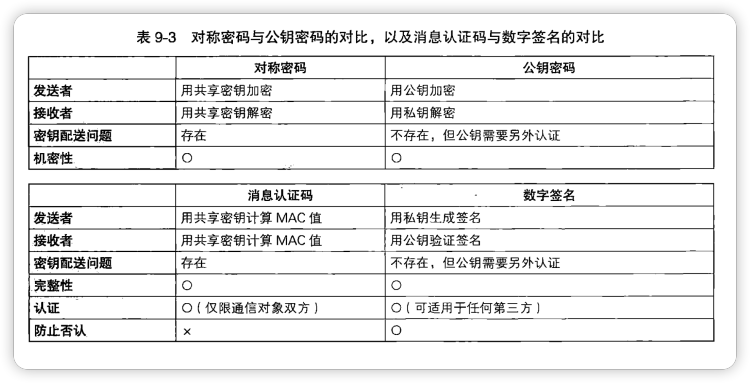 表 9-3 对称密码与公钥密码的对比，以及消息认证码与数字签名的对比
对称密码 公钥密码
发送者 用共享密钥加密 用公钥加密
接收者 用共享密钥解密 用私钥解密
密钥配送问题 存在 不存在，但公钥需要另外认证
机密性 ○ ○
消息认证码 数字签名
发送者 用共享密钥计算 MAC 值 用私钥生成签名
接收者 用共享密钥计算 MAC 值 用公钥验证签名
密钥配送问题 存在 不存在，但公钥需要另外认证
完整性 ○ ○
认证 ○（仅限通信对象双方） ○（可适用于任何第三方）
防止否认 × ○